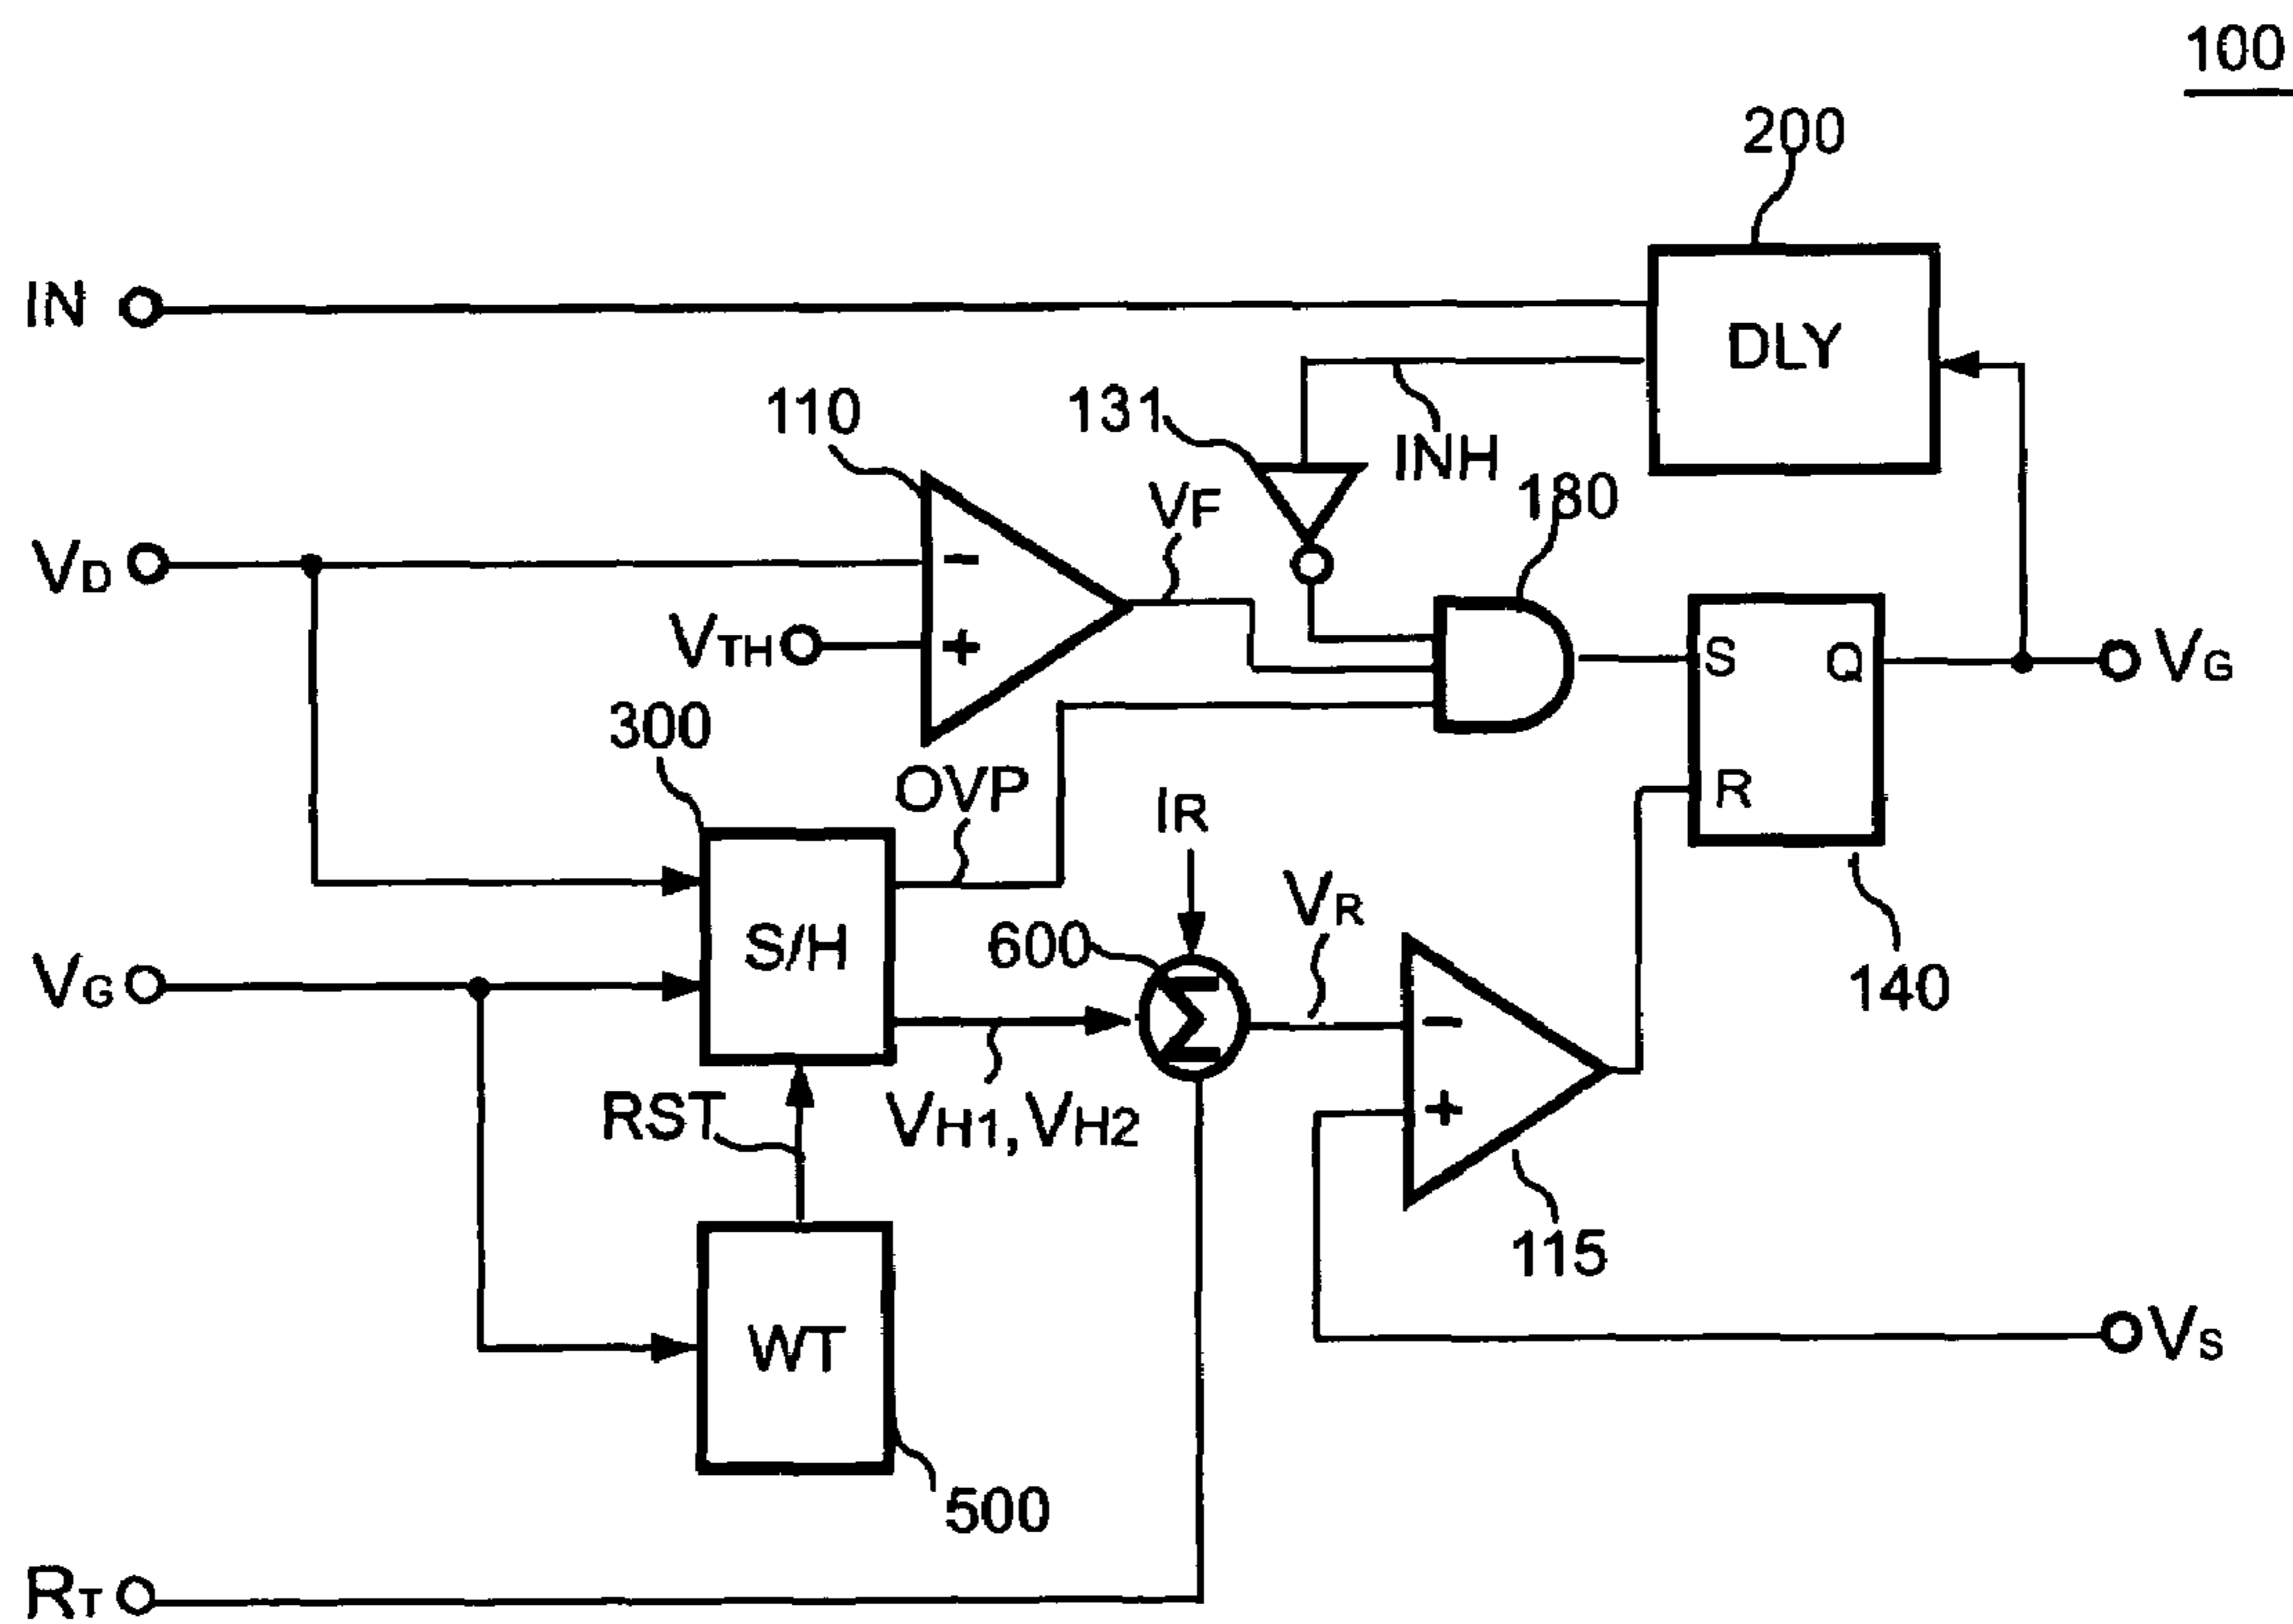 100
200
IN
DLY
110
131
INH
VF
180
VD
-
VTH
+
S
Q
VG
300
OVP
R
IR
VR
140
S/H
600
VG
Σ
-
RST
VH1, VH2
+
115
WT
VS
500
RT